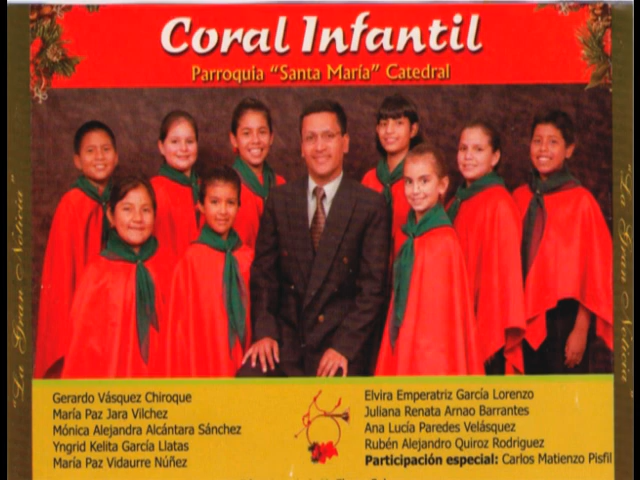 Coral Infantil
Parroquia "Santa María" Catedral
"La Gran Noticia"
"La Gran Noticia"
Gerardo Vásquez Chiroque
María Paz Jara Vilchez
Mónica Alejandra Alcántara Sánchez
Yngrid Kelita García Llatas
María Paz Vidaurre Núñez
Elvira Emperatriz García Lorenzo
Juliana Renata Arnao Barrantes
Ana Lucía Paredes Velásquez
Rubén Alejandro Quiroz Rodriguez
Participación especial: Carlos Matienzo Pisfil